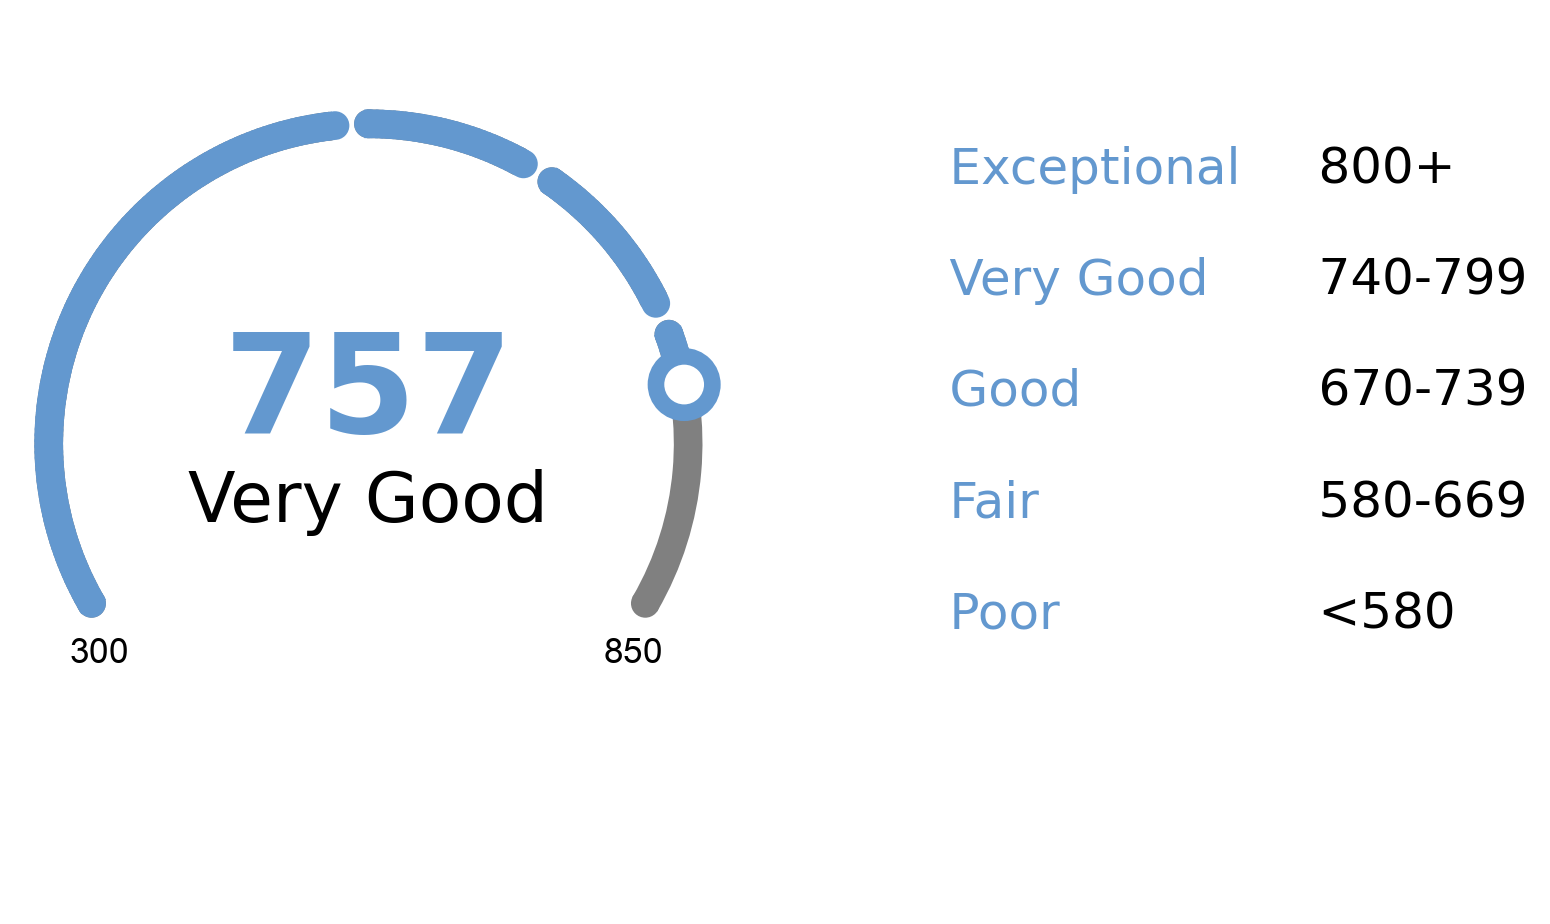 757
Very Good
300
850
Exceptional 800+
Very Good 740-799
Good 670-739
Fair 580-669
Poor <580